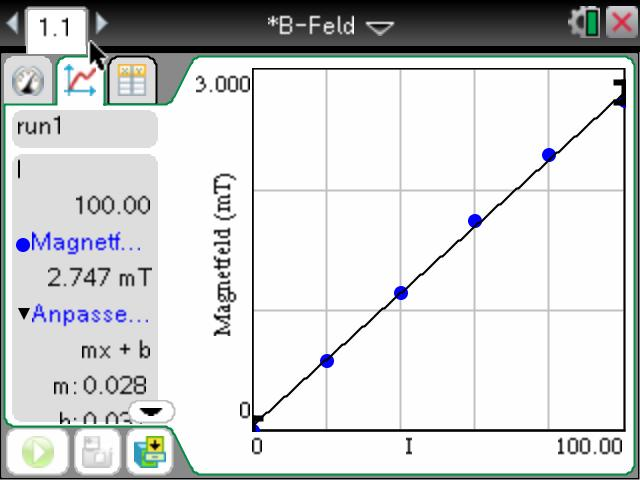 1.1
*B-Feld
run1
I
100.00
Magnetf...
2.747 mT
Anpasse...
mx + b
m: 0.028
3.000
Magnetfeld (mT)
0
0 I 100.00